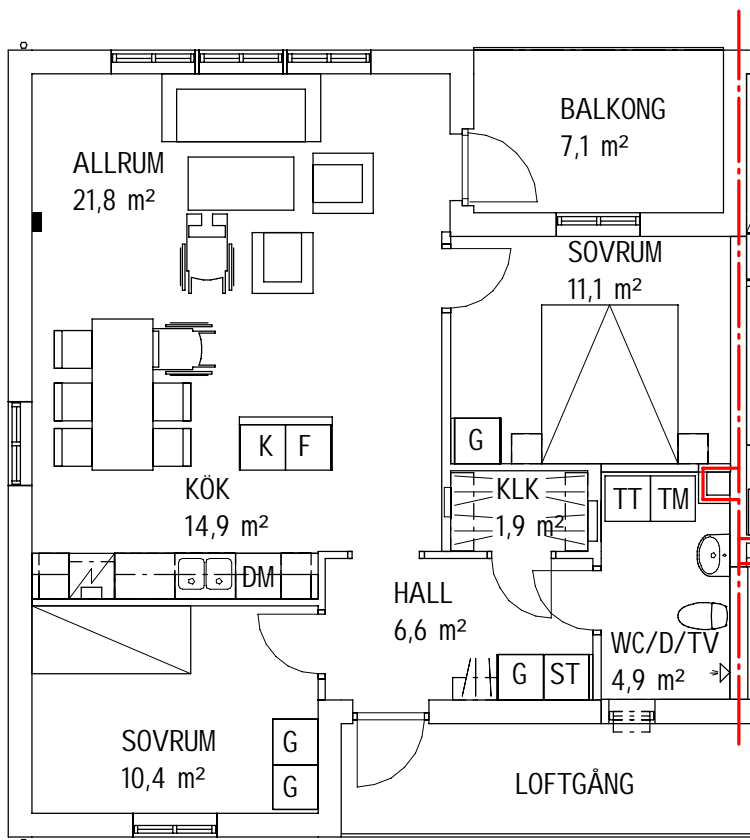 BALKONG
7,1 m²
ALLRUM
21,8 m²
SOVRUM
11,1 m²
K F
G
KÖK
14,9 m²
KLK
1,9 m²
TT TM
DM
HALL
6,6 m²
WC/D/TV
4,9 m²
G ST
SOVRUM
10,4 m²
G
G
LOFTGÅNG